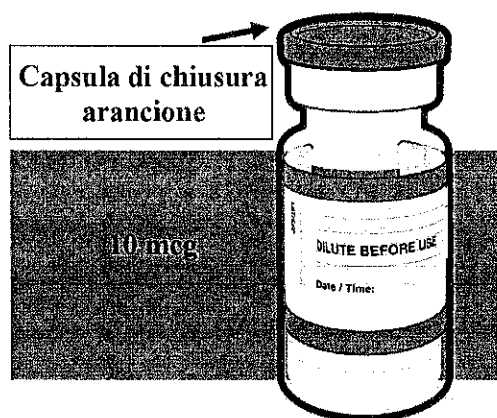 Capsula di chiusura
arancione
10 mcg
DILUTE BEFORE USE
Date / Time: